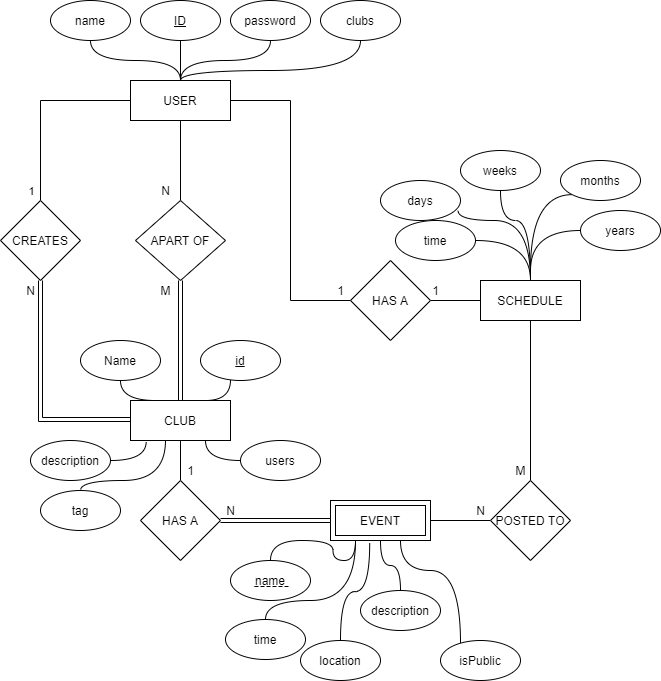 name
ID
password
clubs
USER
1
N
CREATES
APART OF
N
M
weeks
months
days
years
time
1
HAS A
1
SCHEDULE
Name
id
CLUB
description
users
tag
1
M
HAS A
N
EVENT
N
POSTED TO
name
time
description
location
isPublic